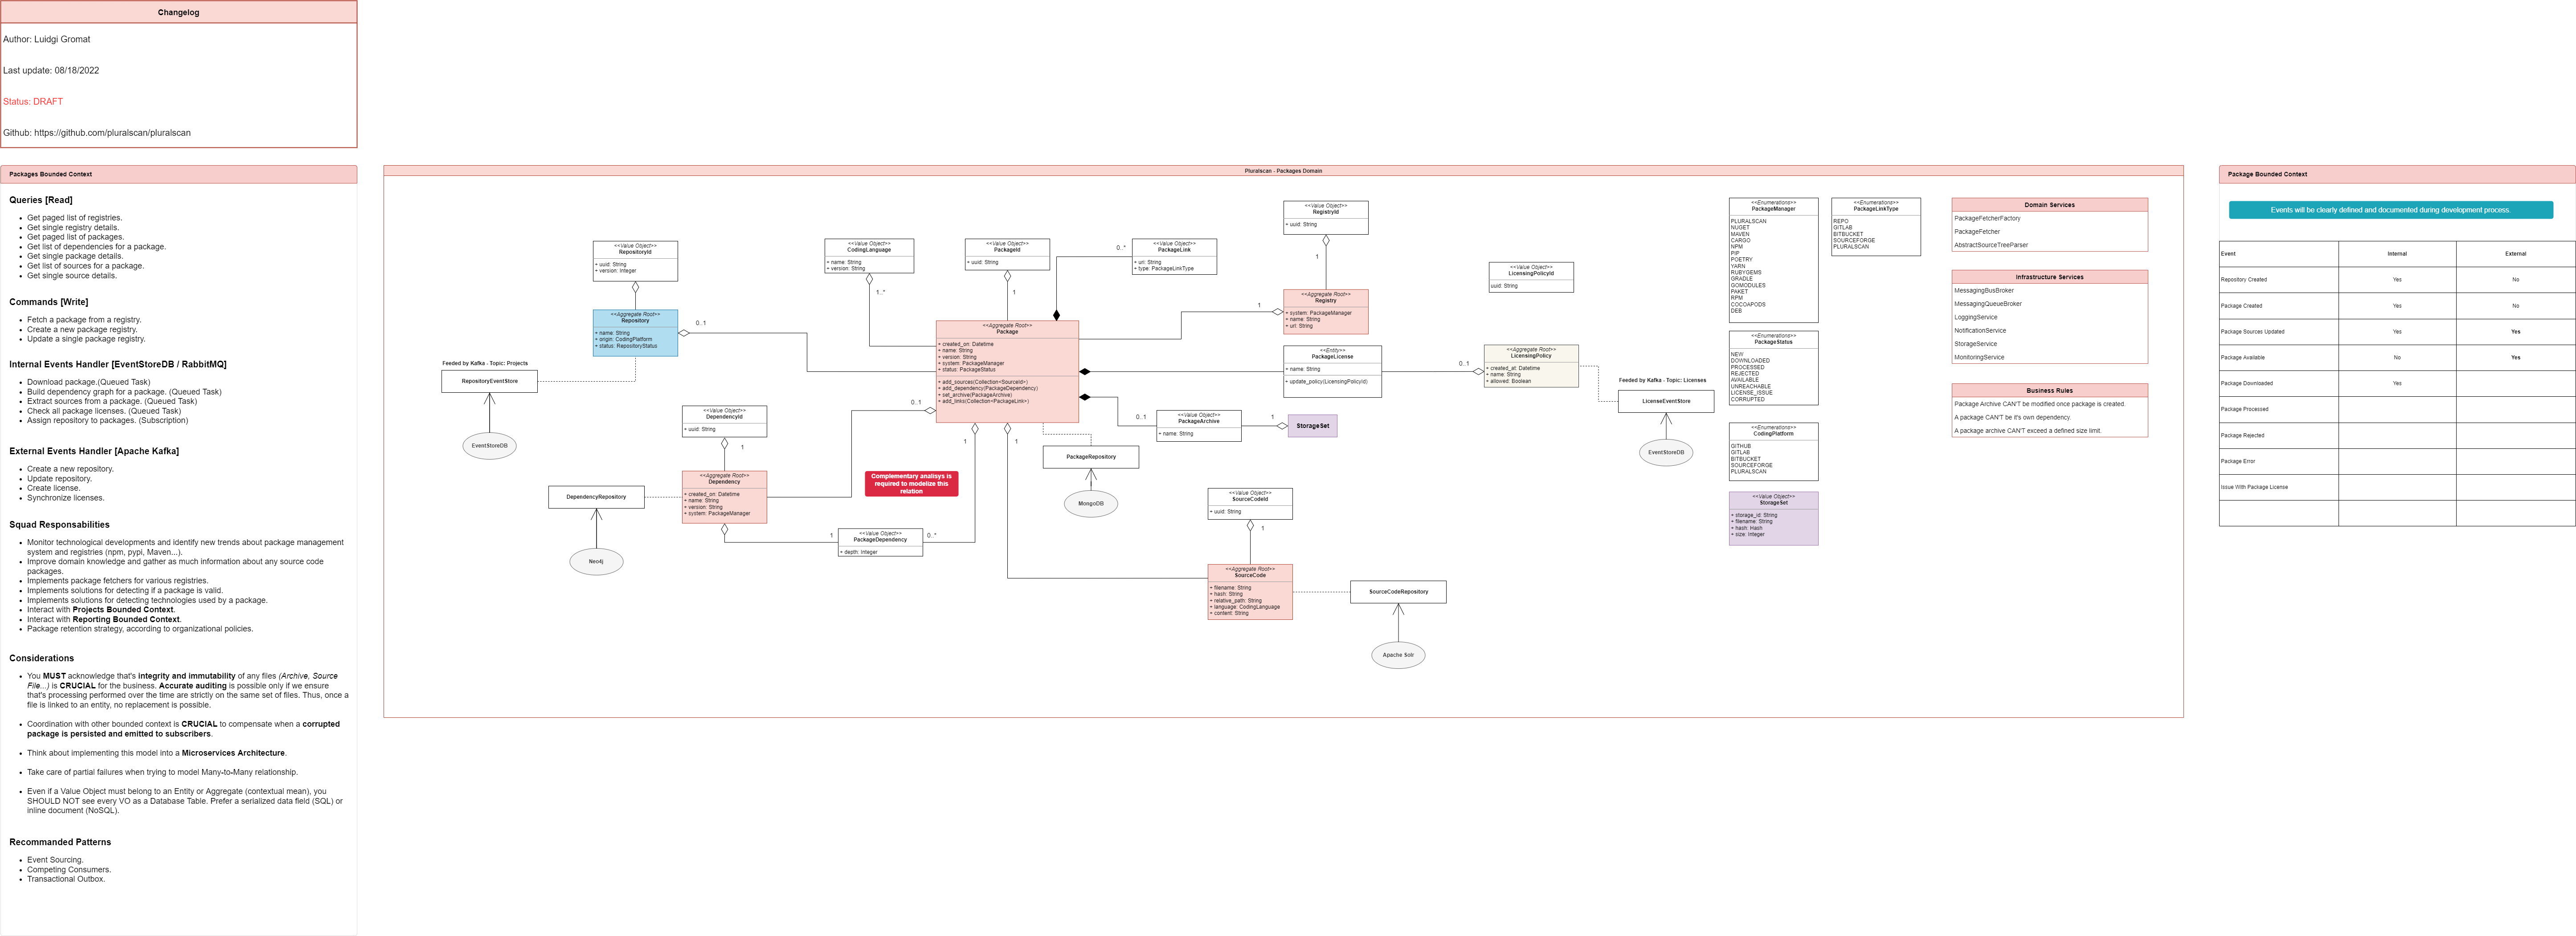 Changelog
Author: Luidgi Gromat
Last update: 08/18/2022
Status: DRAFT
Github: https://github.com/pluralscan/pluralscan
Packages Bounded Context
Queries [Read]
Get paged list of registries.
Get single registry details.
Get paged list of packages.
Get list of dependencies for a package.
Get single package details.
Get list of sources for a package.
Get single source details.
Commands [Write]
Fetch a package from a registry.
Create a new package registry.
Update a single package registry.
Internal Events Handler [EventStoreDB / RabbitMQ]
Download package.(Queued Task)
Build dependency graph for a package. (Queued Task)
Extract sources from a package. (Queued Task)
Check all package licenses. (Queued Task)
Assign repository to packages. (Subscription)
External Events Handler [Apache Kafka]
Create a new repository.
Update repository.
Create license.
Synchronize licenses.
Squad Responsabilities
Monitor technological developments and identify new trends about package management
system and registries (npm, pypi, Maven...).
Improve domain knowledge and gather as much information about any source code
packages.
Implements package fetchers for various registries.
Implements solutions for detecting if a package is valid.
Implements solutions for detecting technologies used by a package.
Interact with Projects Bounded Context.
Interact with Reporting Bounded Context.
Package retention strategy, according to organizational policies.
Considerations
You MUST acknowledge that's integrity and immutability of any files (Archive, Source
File...) is CRUCIAL for the business. Accurate auditing is possible only if we ensure
that's processing performed over the time are strictly on the same set of files. Thus, once a
file is linked to an entity, no replacement is possible.
Coordination with other bounded context is CRUCIAL to compensate when a corrupted
package is persisted and emitted to subscribers.
Think about implementing this model into a Microservices Architecture.
Take care of partial failures when trying to model Many-to-Many relationship.
Even if a Value Object must belong to an Entity or Aggregate (contextual mean), you
SHOULD NOT see every VO as a Database Table. Prefer a serialized data field (SQL) or
inline document (NoSQL).
Recommanded Patterns
Event Sourcing.
Competing Consumers.
Transactional Outbox.
Pluralscan - Packages Domain
<<Value Object>>
RepositoryId
+ uuid: String
+ version: Integer
<<Aggregate Root>>
Repository
+ name: String
+ origin: CodingPlatform
+ status: RepositoryStatus
0..1
Feeded by Kafka - Topic: Projects
RepositoryEventStore
EventStoreDB
<<Value Object>>
CodingLanguage
+ name: String
+ version: String
1..*
<<Value Object>>
PackageId
+ uuid: String
1
<<Value Object>>
PackageLink
+ uri: String
+ type: PackageLinkType
0..*
<<Aggregate Root>>
Package
+ created_on: Datetime
+ name: String
+ version: String
+ system: PackageManager
+ status: PackageStatus
+ add_sources(Collection<SourceId>)
+ add_dependency(PackageDependency)
+ set_archive(PackageArchive)
+ add_links(Collection<PackageLink>)
<<Value Object>>
RegistryId
+ uuid: String
1
<<Aggregate Root>>
Registry
+ system: PackageManager
+ name: String
+ url: String
1
<<Entity>>
PackageLicense
+ name: String
+ update_policy(LicensingPolicyId)
0..1
<<Value Object>>
LicensingPolicyId
uuid: String
<<Aggregate Root>>
LicensingPolicy
+ created_at: Datetime
+ name: String
+ allowed: Boolean
Feeded by Kafka - Topic: Licenses
LicenseEventStore
EventStoreDB
0..1
<<Value Object>>
PackageArchive
+ name: String
1
StorageSet
PackageRepository
MongoDB
<<Value Object>>
DependencyId
+ uuid: String
1
<<Aggregate Root>>
Dependency
+ created_on: Datetime
+ name: String
+ version: String
+ system: PackageManager
0..1
Complementary analisys is
required to modelize this
relation
DependencyRepository
Neo4j
1
<<Value Object>>
PackageDependency
+ depth: Integer
0..*
1
1
<<Value Object>>
SourceCodeId
+ uuid: String
1
<<Aggregate Root>>
SourceCode
+ filename: String
+ hash: String
+ relative_path: String
+ language: CodingLanguage
+ content: String
SourceCodeRepository
Apache Solr
<<Enumerations>>
PackageManager
PLURALSCAN
NUGET
MAVEN
CARGO
NPM
PIP
POETRY
YARN
RUBYGEMS
GRADLE
GOMODULES
PAKET
RPM
COCOAPODS
DEB
<<Enumerations>>
PackageLinkType
REPO
GITLAB
BITBUCKET
SOURCEFORGE
PLURALSCAN
<<Enumerations>>
PackageStatus
NEW
DOWNLOADED
PROCESSED
REJECTED
AVAILABLE
UNREACHABLE
LICENSE_ISSUE
CORRUPTED
<<Enumerations>>
CodingPlatform
GITHUB
GITLAB
BITBUCKET
SOURCEFORGE
PLURALSCAN
<<Value Object>>
StorageSet
+ storage_id: String
+ filename: String
+ hash: Hash
+ size: Integer
Domain Services
PackageFetcherFactory
PackageFetcher
AbstractSourceTreeParser
Infrastructure Services
MessagingBusBroker
MessagingQueueBroker
LoggingService
NotificationService
StorageService
MonitoringService
Business Rules
Package Archive CAN'T be modified once package is created.
A package CAN'T be it's own dependency.
A package archive CAN'T exceed a defined size limit.
Package Bounded Context
Events will be clearly defined and documented during development process.
Event Internal External
Repository Created Yes No
Package Created Yes No
Package Sources Updated Yes Yes
Package Available No Yes
Package Downloaded Yes
Package Processed
Package Rejected
Package Error
Issue With Package License